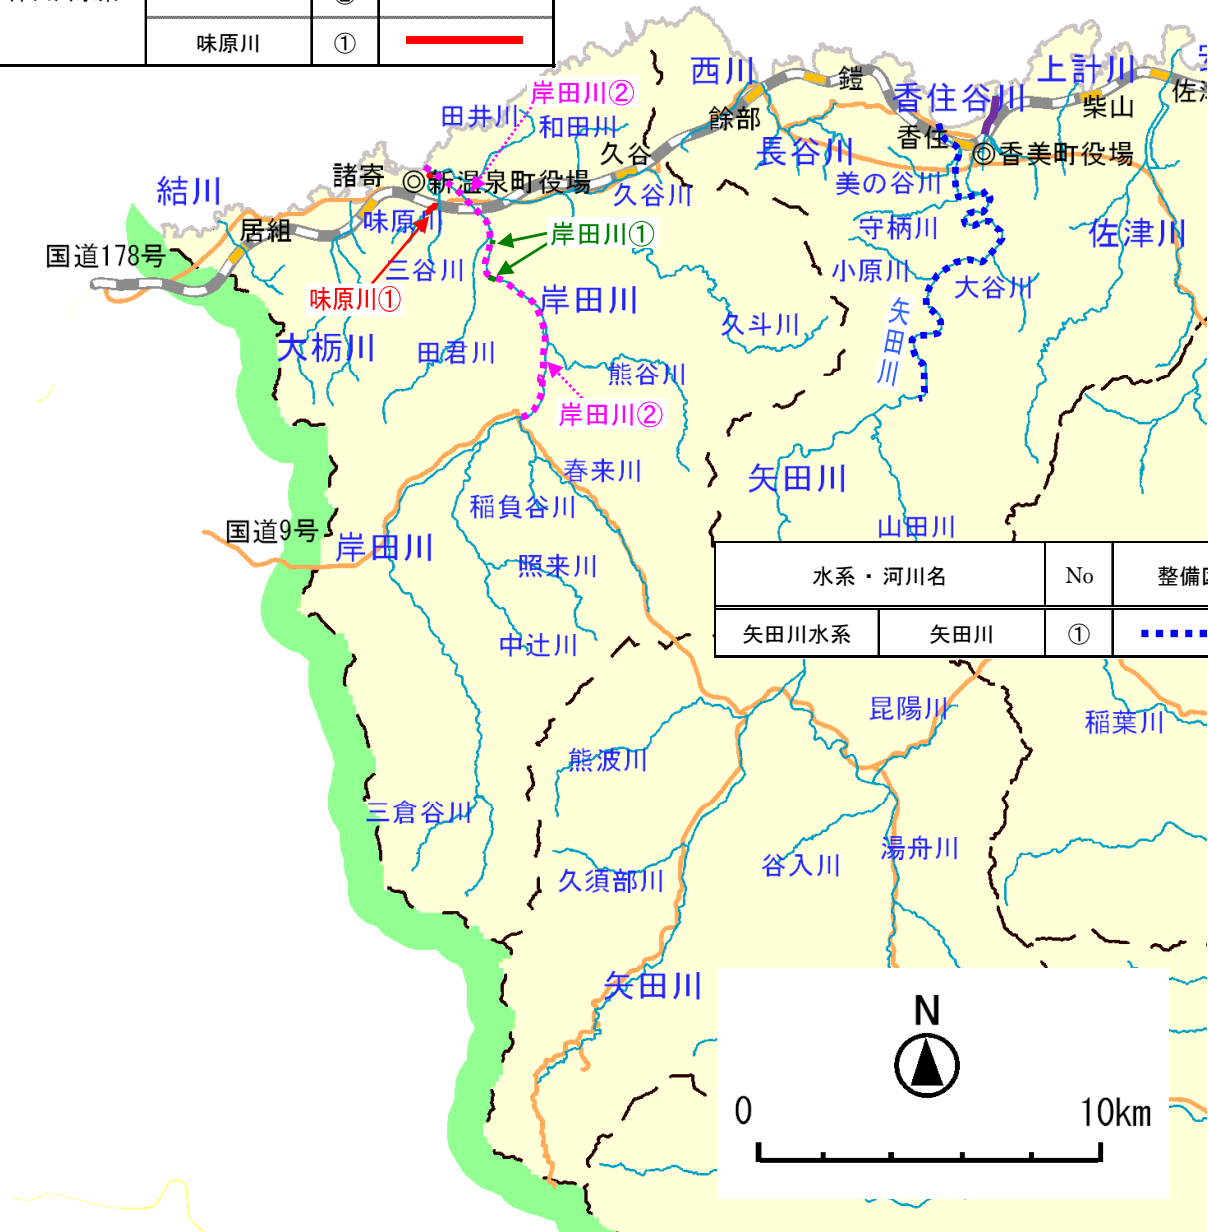 ②
味原川 ①
西川
鎧
上計川
岸田川②
香住谷川
柴山
佐津
田井川
和田川
餘部
香住
久谷
長谷川
◎香美町役場
諸寄
◎新温泉町役場
美の谷川
結川
久谷川
味原川
守柄川
佐津川
居組
岸田川①
国道178号
三谷川
小原川
大谷川
味原川①
岸田川
矢田川
久斗川
大栃川
田君川
熊谷川
岸田川②
春来川
矢田川
稲負谷川
山田川
国道9号
岸田川
照来川
水系・河川名 No 整備
矢田川水系 矢田川 ①
中辻川
昆陽川
稲葉川
熊波川
三倉谷川
湯舟川
谷入川
久須部川
矢田川
N
0 10km